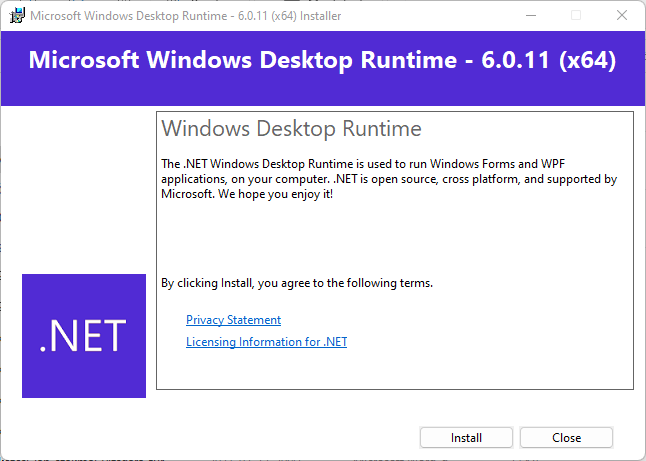 Microsoft Windows Desktop Runtime - 6.0.11 (x64) Installer
Microsoft Windows Desktop Runtime - 6.0.11 (x64)
Windows Desktop Runtime
The .NET Windows Desktop Runtime is used to run Windows Forms and WPF
applications, on your computer. .NET is open source, cross platform, and supported by
Microsoft. We hope you enjoy it!
By clicking Install, you agree to the following terms.
Privacy Statement
Licensing Information for .NET
.NET
Install
Close